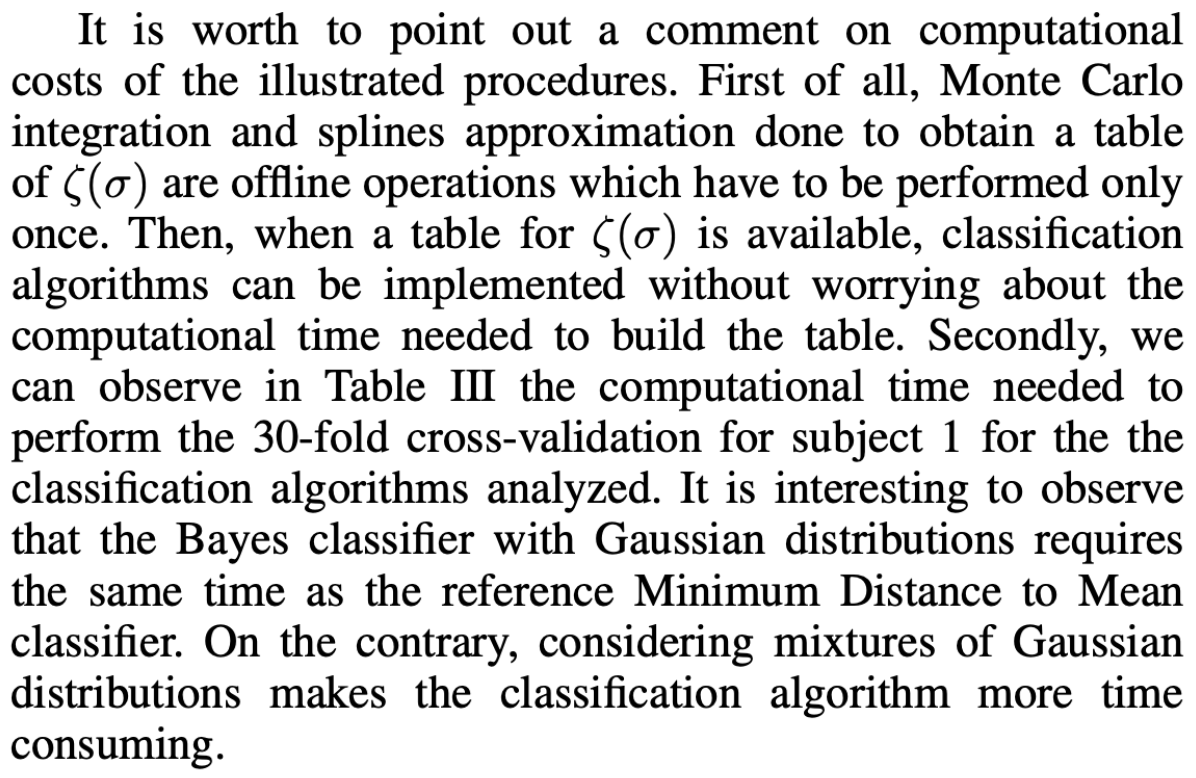 It is worth to point out a comment on computational
costs of the illustrated procedures. First of all, Monte Carlo
integration and splines approximation done to obtain a table
of ζ(σ) are offline operations which have to be performed only
once. Then, when a table for ζ(σ) is available, classification
algorithms can be implemented without worrying about the
computational time needed to build the table. Secondly, we
can observe in Table III the computational time needed to
perform the 30-fold cross-validation for subject 1 for the the
classification algorithms analyzed. It is interesting to observe
that the Bayes classifier with Gaussian distributions requires
the same time as the reference Minimum Distance to Mean
classifier. On the contrary, considering mixtures of Gaussian
distributions makes the classification algorithm more time
consuming.